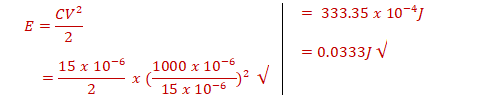 E = CV²/2
= 15 x 10⁻⁶/2 x (1000 x 10⁻⁶/15 x 10⁻⁶)² √
= 333.35 x 10⁻⁴J
= 0.0333J √